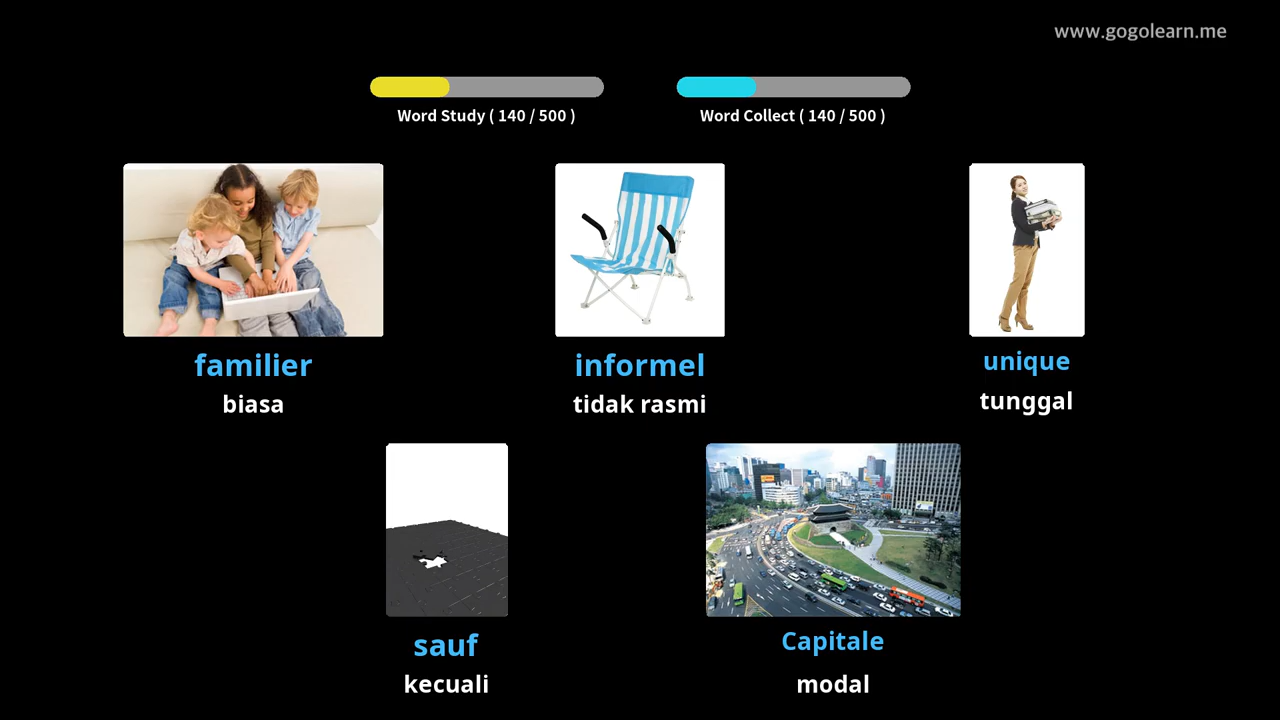 www.gogolearn.me
Word Study ( 140 / 500 )
Word Collect ( 140 / 500 )
familier
biasa
informel
tidak rasmi
unique
tunggal
sauf
kecuali
Capitale
modal